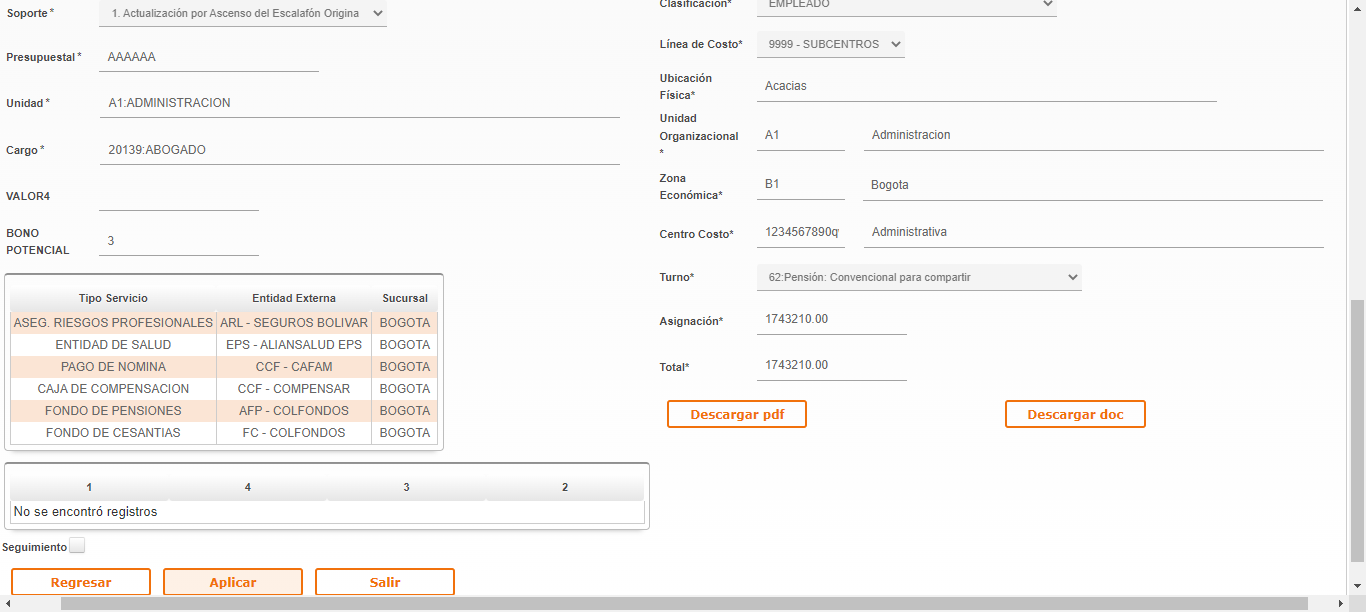 Soporte*
1. Actualización por Ascenso del Escalafón Origina
Presupuestal*
AAAAAA
Unidad*
A1:ADMINISTRACION
Cargo*
20139:ABOGADO
VALOR4
BONO
POTENCIAL
3
Tipo Servicio Entidad Externa Sucursal
ASEG. RIESGOS PROFESIONALES ARL - SEGUROS BOLIVAR BOGOTA
ENTIDAD DE SALUD EPS - ALIANSALUD EPS BOGOTA
PAGO DE NOMINA CCF - CAFAM BOGOTA
CAJA DE COMPENSACION CCF - COMPENSAR BOGOTA
FONDO DE PENSIONES AFP - COLFONDOS BOGOTA
FONDO DE CESANTIAS FC - COLFONDOS BOGOTA
1 4 3 2
No se encontró registros
Seguimiento
Regresar Aplicar Salir
Clasificación*
EMPLEADO
Línea de Costo*
9999 - SUBCENTROS
Ubicación
Física*
Acacias
Unidad
Organizacional
*
A1 Administracion
Zona
Económica*
B1 Bogota
Centro Costo*
1234567890q Administrativa
Turno*
62:Pensión: Convencional para compartir
Asignación*
1743210.00
Total*
1743210.00
Descargar pdf Descargar doc